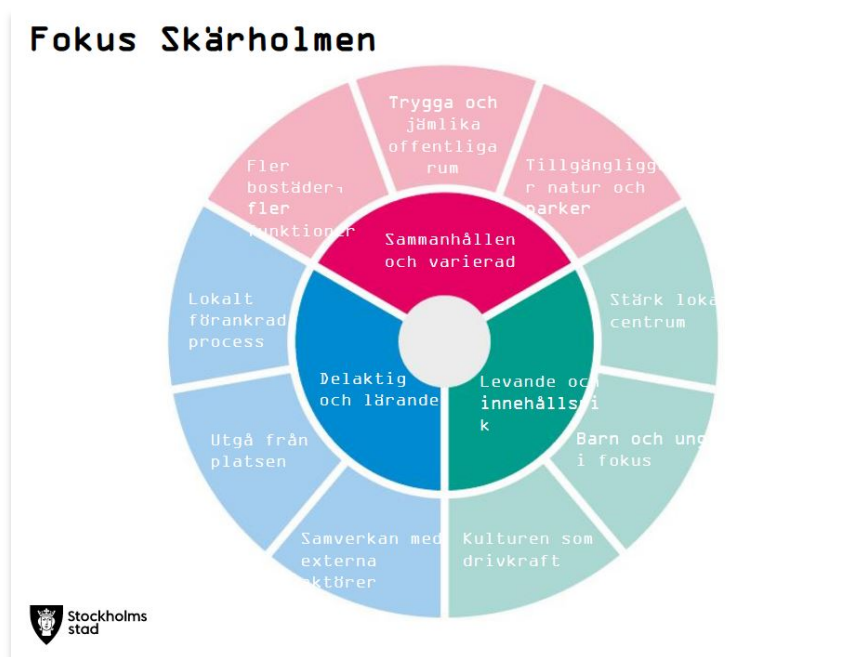 Fokus Skärholmen
Trygga och
jämlika
offentliga
rum
Fler
bostäder,
fler
funktioner
Tillgänligg
r natur och
parker
Sammanhållen
och varierad
Lokalt
förankrad
process
Stärk loka
centrum
Delaktig
och lärande
Levande och
innehållsri
k
Utgå från
platsen
Barn och ung
i fokus
Samverkan med
externa
aktörer
Kulturen som
drivkraft
Stockholms
stad